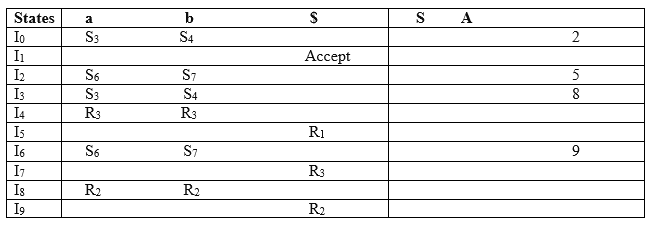 States a b $ S A
I0 S3 S4 2
I1 Accept
I2 S6 S7 5
I3 S3 S4 8
I4 R3 R3
I5 R1
I6 S6 S7 9
I7 R3
I8 R2 R2
I9 R2